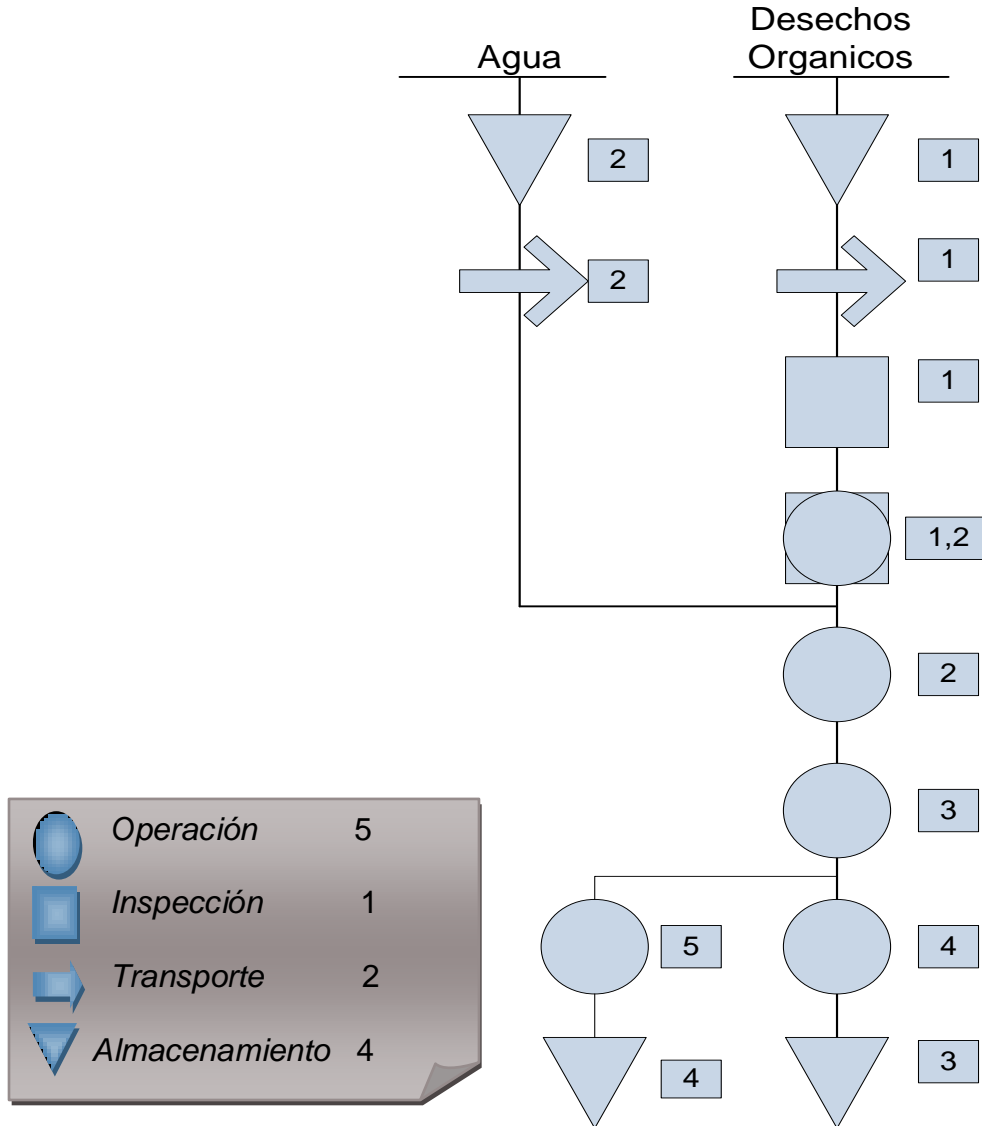 Agua
Desechos
Organicos
2
1
2
1
1
1,2
2
3
5
4
4
3
Operación 5
Inspección 1
Transporte 2
Almacenamiento 4